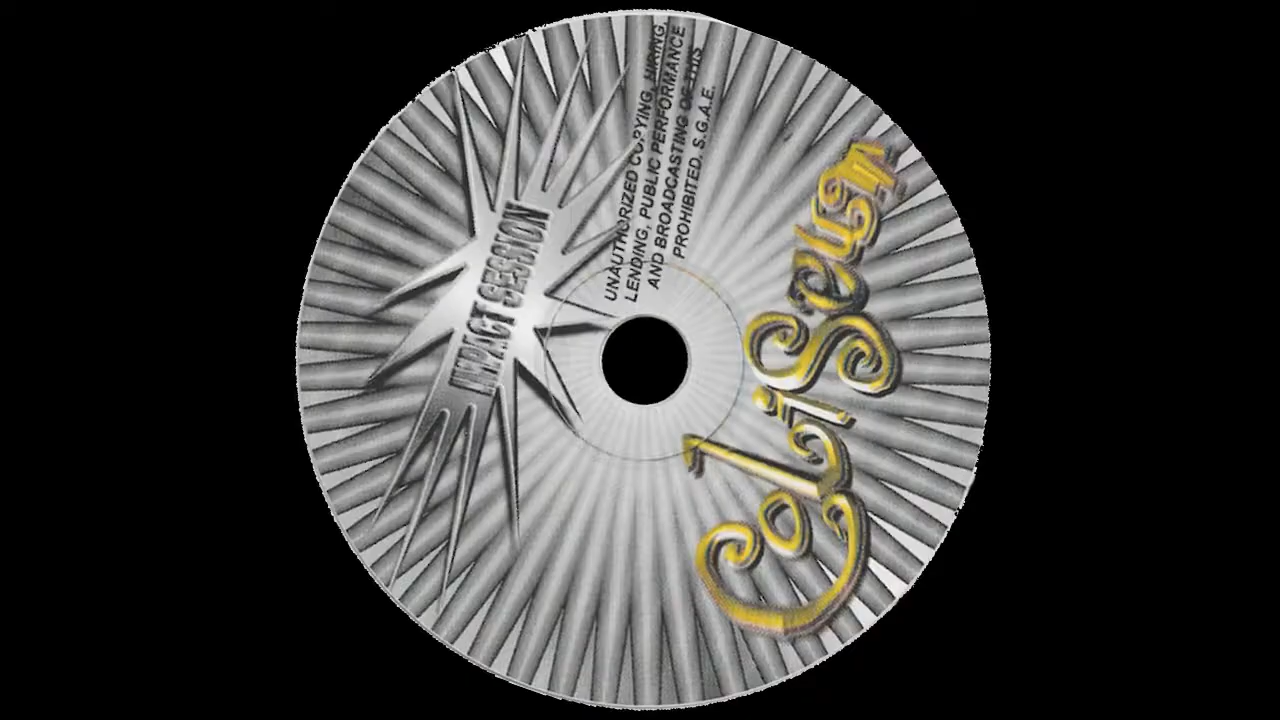 IMPACT SESSION
UNAUTHORIZED COPYING, HIRING,
LENDING, PUBLIC PERFORMANCE
AND BROADCASTING OF THIS
PROHIBITED. S.G.A.E.
Coliseum